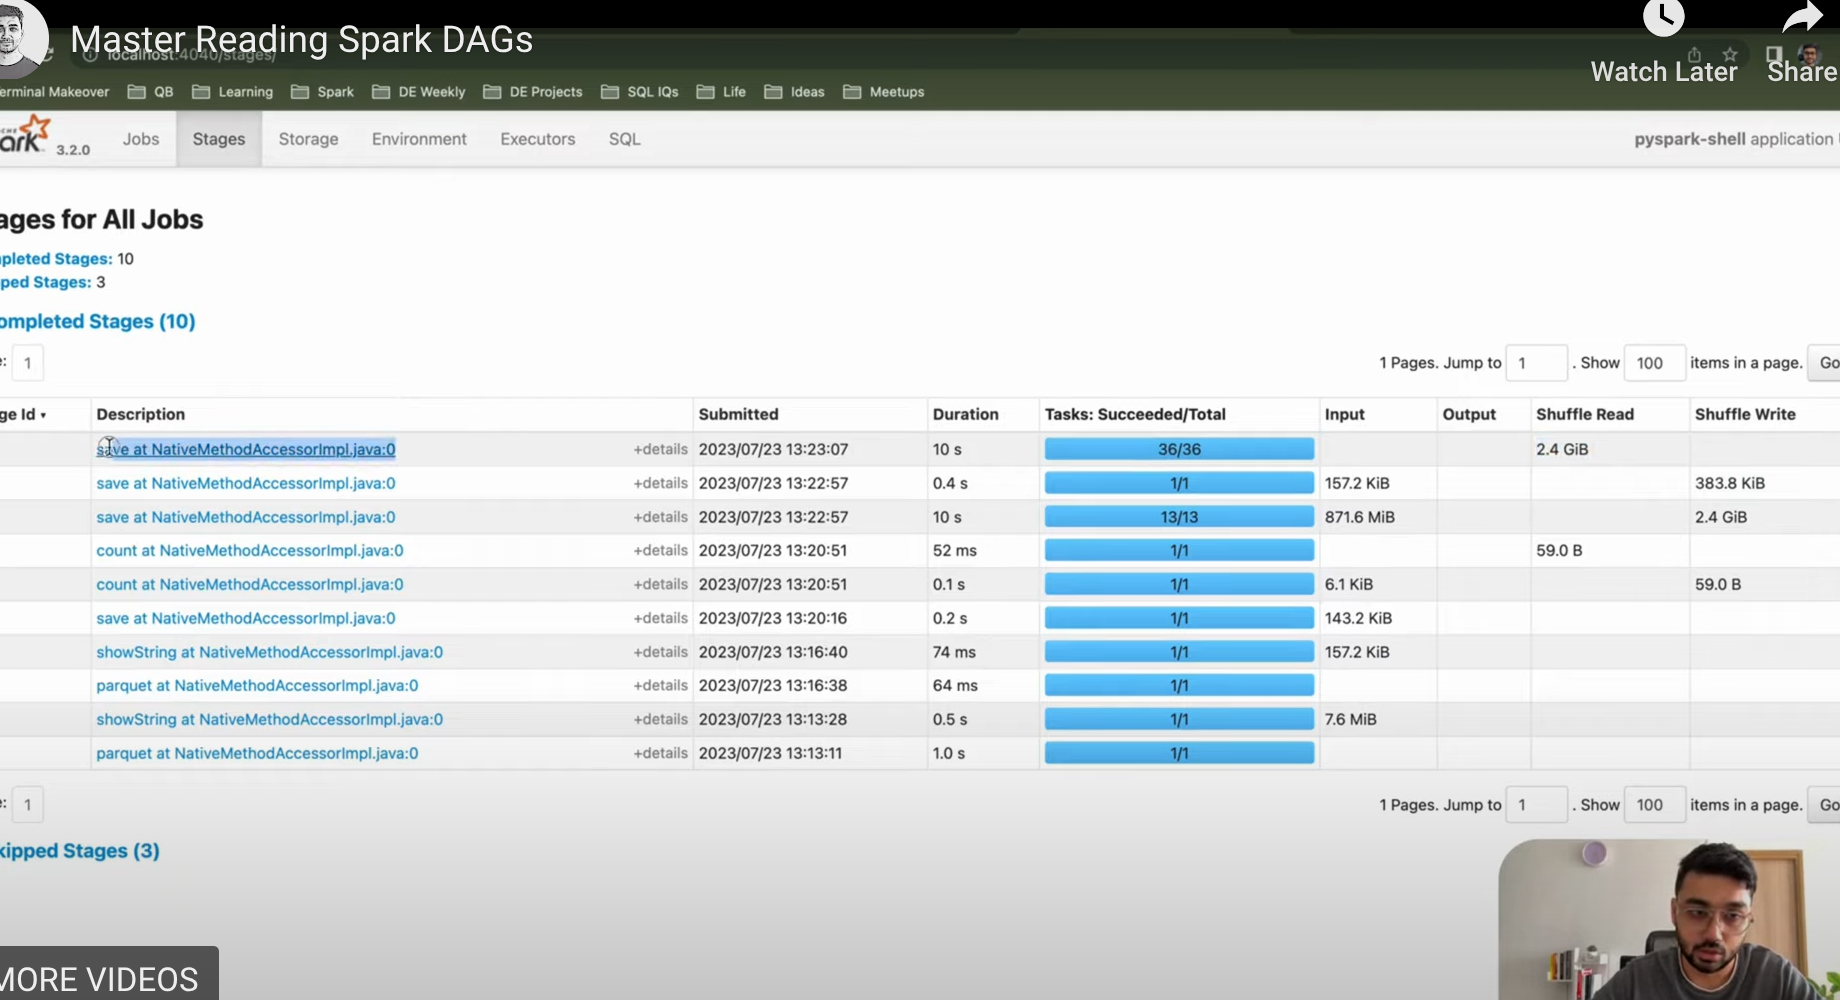 Master Reading Spark DAGs
localhost:4040/stages/
Watch Later
Share
erminal Makeover QB Learning Spark DE Weekly DE Projects SQL IQs Life Ideas Meetups
ark 3.2.0 Jobs Stages Storage Environment Executors SQL pyspark-shell application
ages for All Jobs
pleted Stages: 10
ped Stages: 3
ompleted Stages (10)
e: 1 1 Pages. Jump to 1 . Show 100 items in a page. Go
ge Id ▾ Description Submitted Duration Tasks: Succeeded/Total Input Output Shuffle Read Shuffle Write
save at NativeMethodAccessorImpl.java:0 +details 2023/07/23 13:23:07 10 s 36/36 2.4 GiB
save at NativeMethodAccessorImpl.java:0 +details 2023/07/23 13:22:57 0.4 s 1/1 157.2 KiB 383.8 KiB
save at NativeMethodAccessorImpl.java:0 +details 2023/07/23 13:22:57 10 s 13/13 871.6 MiB 2.4 GiB
count at NativeMethodAccessorImpl.java:0 +details 2023/07/23 13:20:51 52 ms 1/1 59.0 B
count at NativeMethodAccessorImpl.java:0 +details 2023/07/23 13:20:51 0.1 s 1/1 6.1 KiB 59.0 B
save at NativeMethodAccessorImpl.java:0 +details 2023/07/23 13:20:16 0.2 s 1/1 143.2 KiB
showString at NativeMethodAccessorImpl.java:0 +details 2023/07/23 13:16:40 74 ms 1/1 157.2 KiB
parquet at NativeMethodAccessorImpl.java:0 +details 2023/07/23 13:16:38 64 ms 1/1
showString at NativeMethodAccessorImpl.java:0 +details 2023/07/23 13:13:28 0.5 s 1/1 7.6 MiB
parquet at NativeMethodAccessorImpl.java:0 +details 2023/07/23 13:13:11 1.0 s 1/1
e: 1 1 Pages. Jump to 1 . Show 100 items in a page. Go
kipped Stages (3)
MORE VIDEOS